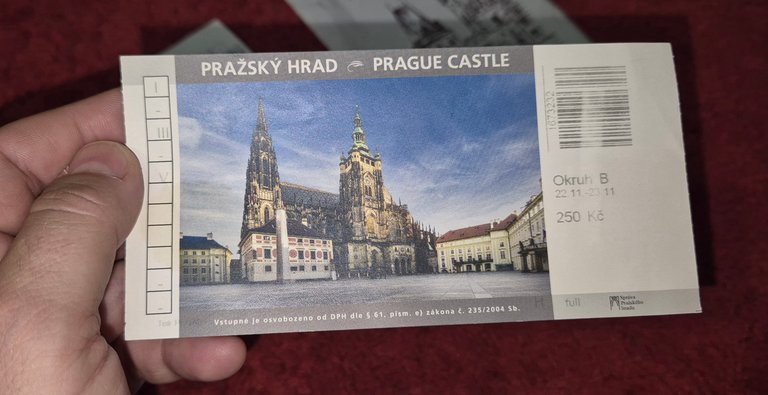 PRAŽSKÝ HRAD PRAGUE CASTLE
I
-
III
-
V
-
-
-
-
1673232
Okruh B
22.11.-23.11
250 Kč
H full
Správa
Pražského
hradu
Vstupné je osvobozeno od DPH dle § 61. písm. e) zákona č. 235/2004 Sb.